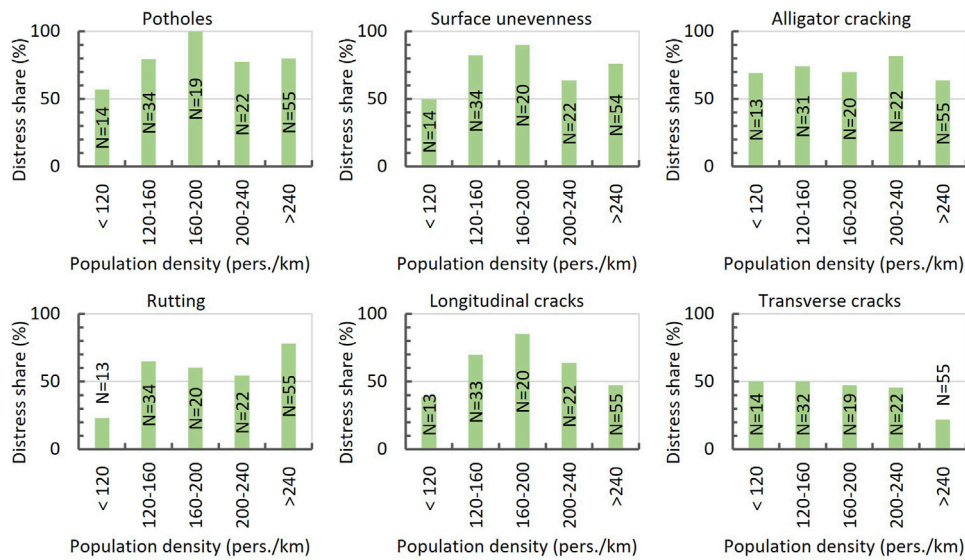 Potholes
Distress share (%)
100
50
0
N=14
N=34
N=19
N=22
N=55
< 120
120-160
160-200
200-240
>240
Population density (pers./km)
Surface unevenness
Distress share (%)
100
50
0
N=14
N=34
N=20
N=22
N=54
< 120
120-160
160-200
200-240
>240
Population density (pers./km)
Alligator cracking
Distress share (%)
100
50
0
N=13
N=31
N=20
N=22
N=55
< 120
120-160
160-200
200-240
>240
Population density (pers./km)
Rutting
Distress share (%)
100
50
0
N=13
N=34
N=20
N=22
N=55
< 120
120-160
160-200
200-240
>240
Population density (pers./km)
Longitudinal cracks
Distress share (%)
100
50
0
N=13
N=33
N=20
N=22
N=55
< 120
120-160
160-200
200-240
>240
Population density (pers./km)
Transverse cracks
Distress share (%)
100
50
0
N=14
N=32
N=19
N=22
N=55
< 120
120-160
160-200
200-240
>240
Population density (pers./km)